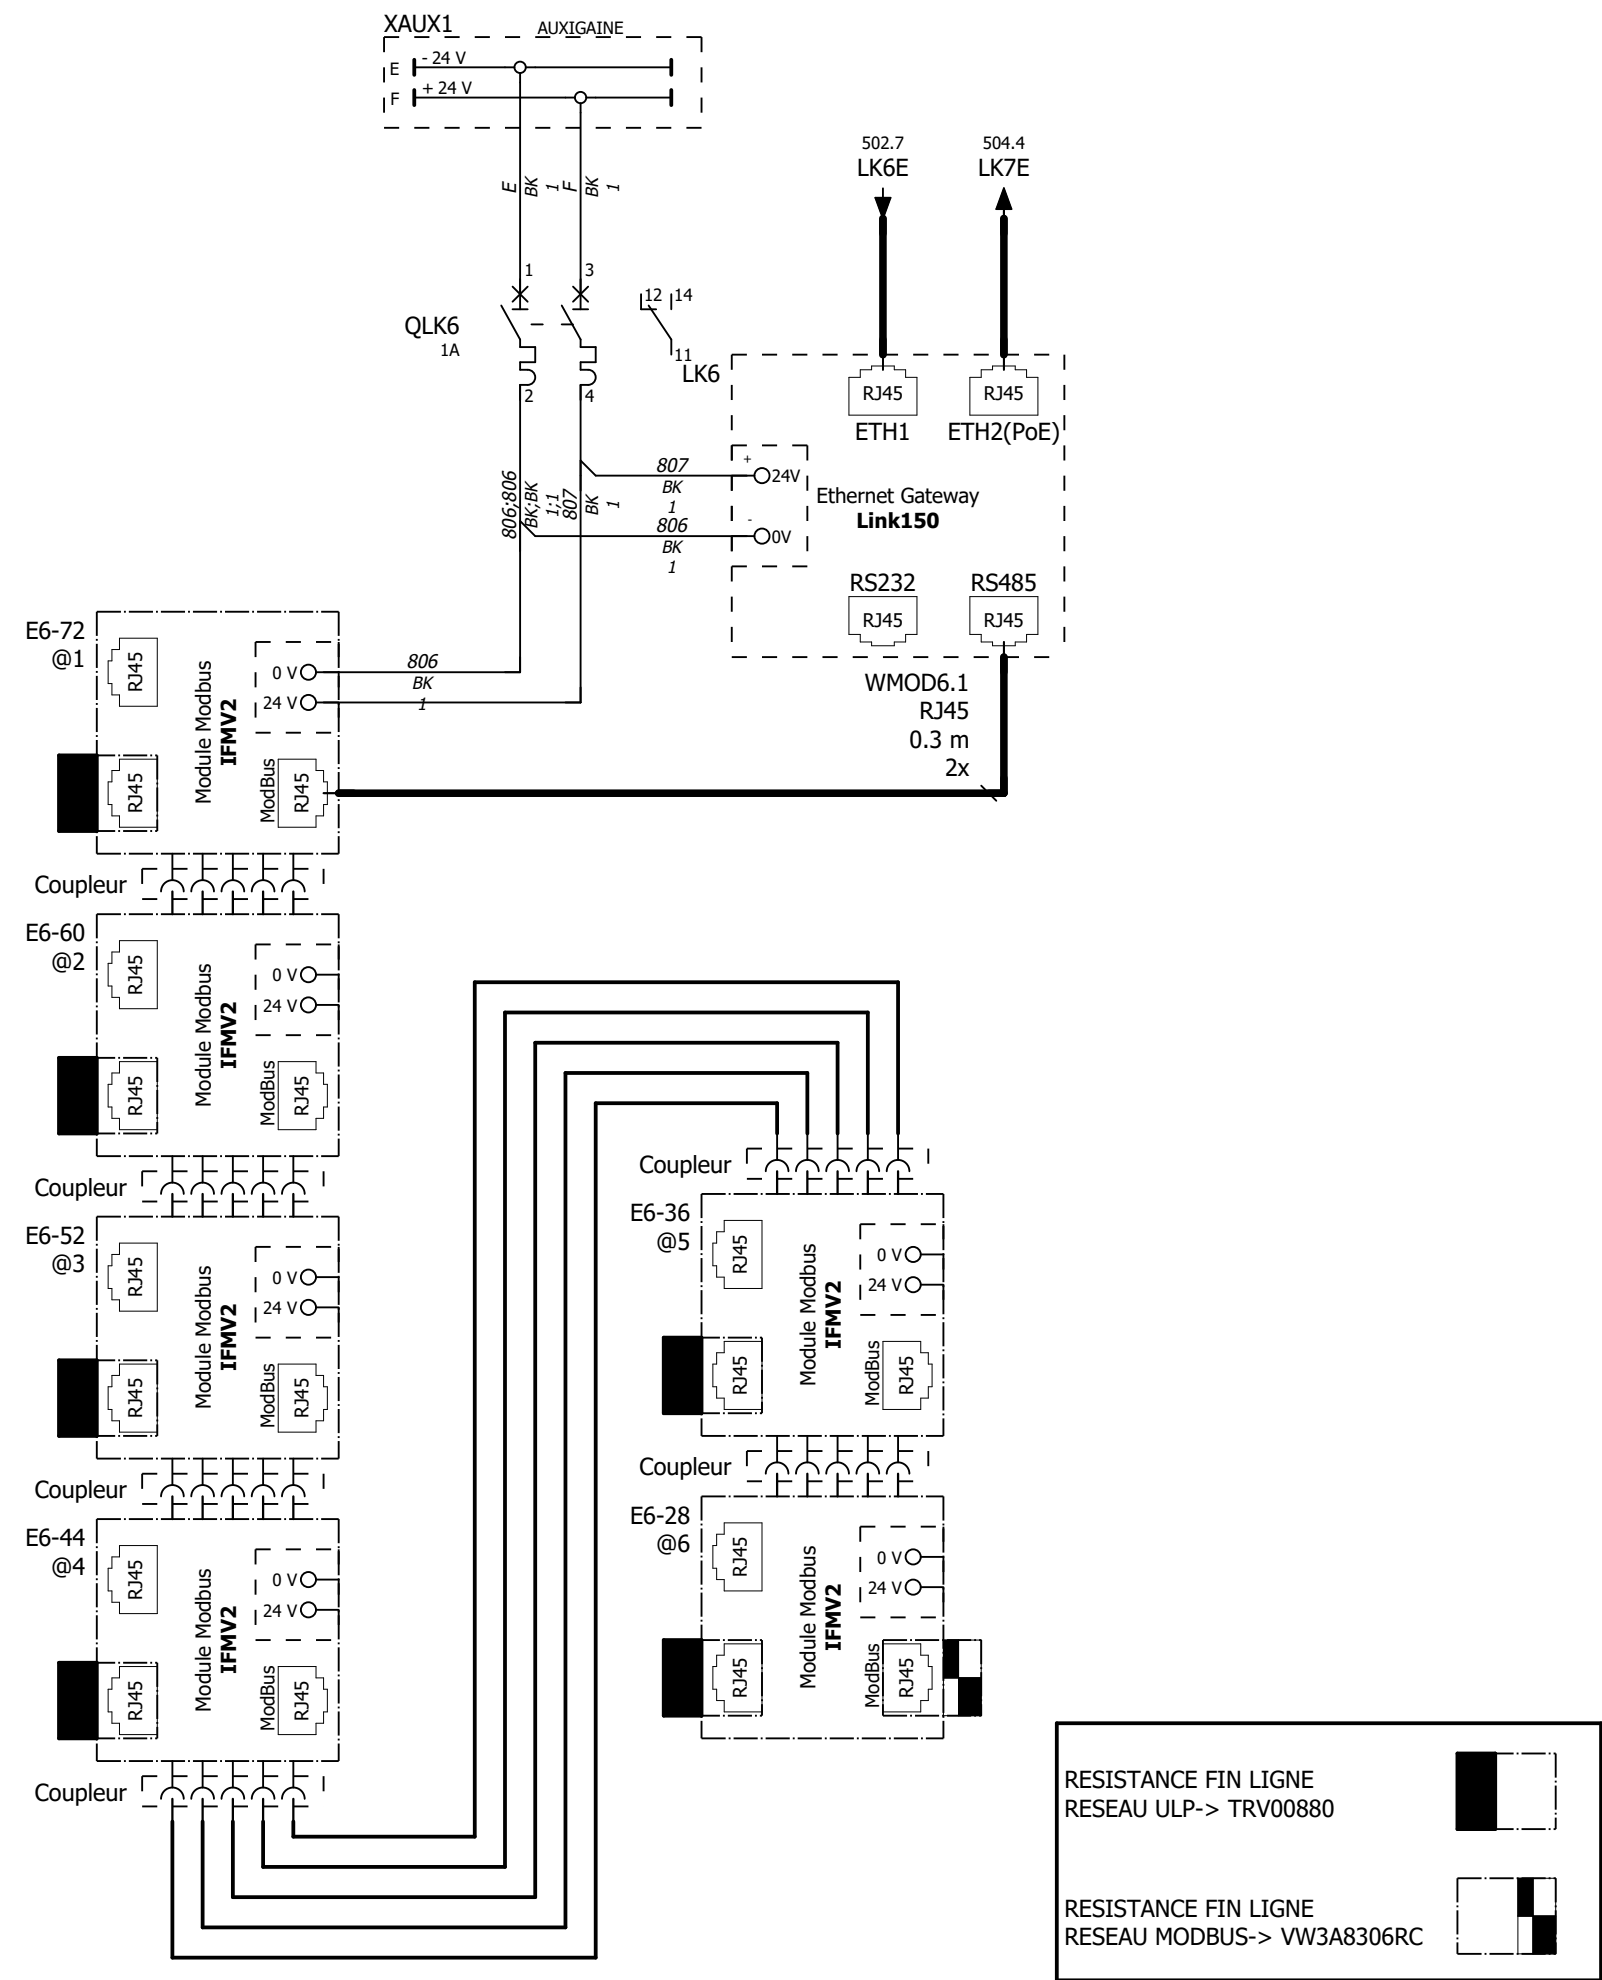 XAUX1
AUXIGAINE
E
- 24 V
F
+ 24 V
502.7
LK6E
504.4
LK7E
E
BK
1
F
BK
1
1
3
12
14
QLK6
1A
11
LK6
2
4
RJ45
RJ45
ETH1
ETH2(PoE)
806;806
BK;BK
1;1
807
BK
1
807
BK
1
+
24V
Ethernet Gateway
Link150
806
BK
1
-
0V
RS232
RS485
RJ45
RJ45
WMOD6.1
RJ45
0.3 m
2x
E6-72
@1
RJ45
Module Modbus
IFMV2
0 V
24 V
806
BK
1
RJ45
ModBus
RJ45
Coupleur
E6-60
@2
RJ45
Module Modbus
IFMV2
0 V
24 V
RJ45
ModBus
RJ45
Coupleur
E6-52
@3
RJ45
Module Modbus
IFMV2
0 V
24 V
RJ45
ModBus
RJ45
Coupleur
E6-44
@4
RJ45
Module Modbus
IFMV2
0 V
24 V
RJ45
ModBus
RJ45
Coupleur
Coupleur
E6-36
@5
RJ45
Module Modbus
IFMV2
0 V
24 V
RJ45
ModBus
RJ45
Coupleur
E6-28
@6
RJ45
Module Modbus
IFMV2
0 V
24 V
RJ45
ModBus
RJ45
RESISTANCE FIN LIGNE
RESEAU ULP-> TRV00880
RESISTANCE FIN LIGNE
RESEAU MODBUS-> VW3A8306RC